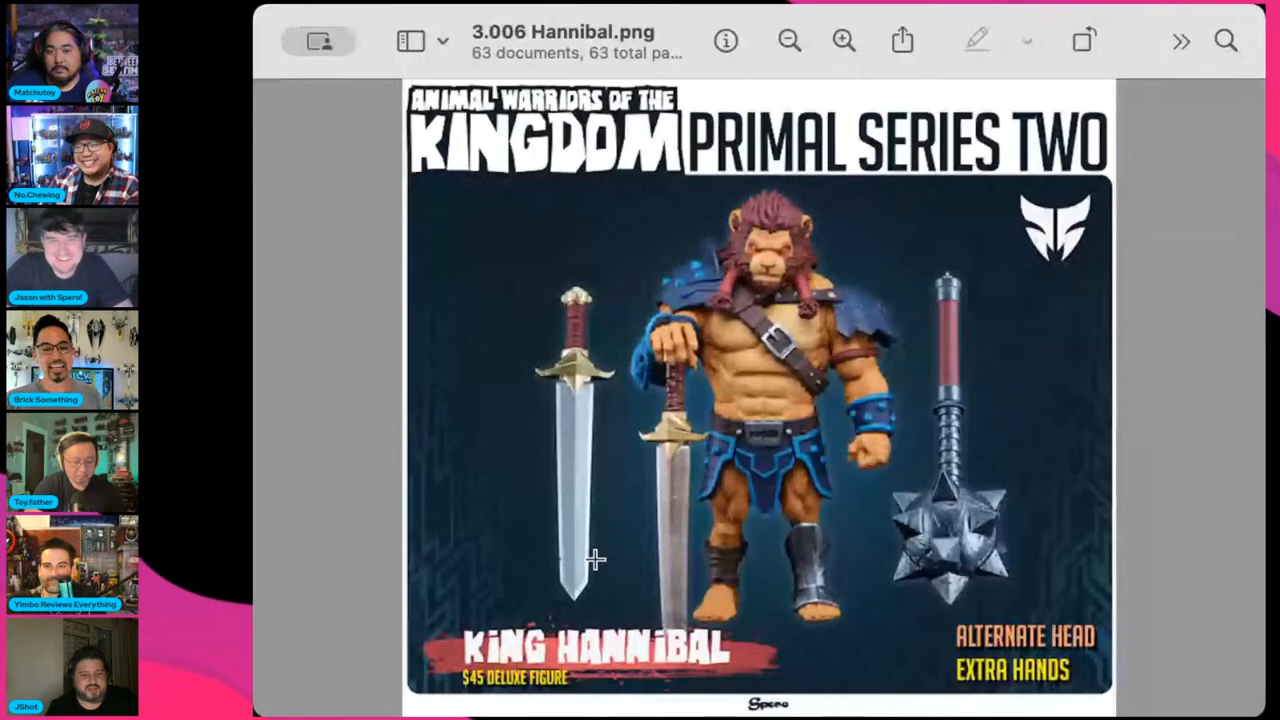 Matchutoy
No.Chewing
Jason with Spero!
Brick Something
Toy.father
Yimbo Reviews Everything
JShot
3.006 Hannibal.png
63 documents, 63 total pa...
ANIMAL WARRIORS OF THE
KINGDOM PRIMAL SERIES TWO
KING HANNIBAL
$45 DELUXE FIGURE
ALTERNATE HEAD
EXTRA HANDS
Spero